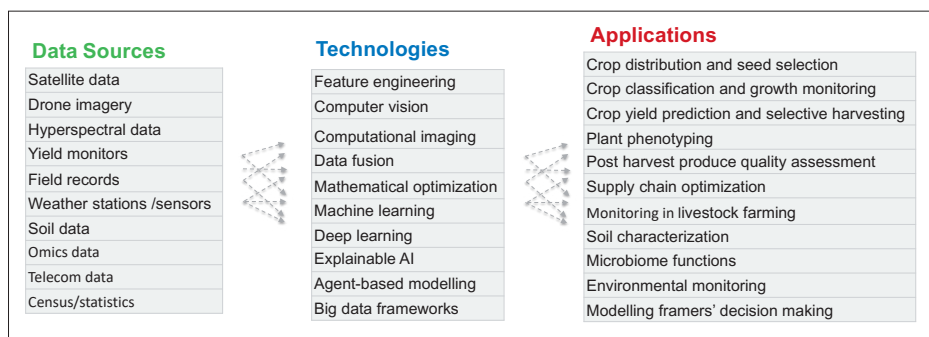 Data Sources
Satellite data
Drone imagery
Hyperspectral data
Yield monitors
Field records
Weather stations /sensors
Soil data
Omics data
Telecom data
Census/statistics
Technologies
Feature engineering
Computer vision
Computational imaging
Data fusion
Mathematical optimization
Machine learning
Deep learning
Explainable AI
Agent-based modelling
Big data frameworks
Applications
Crop distribution and seed selection
Crop classification and growth monitoring
Crop yield prediction and selective harvesting
Plant phenotyping
Post harvest produce quality assessment
Supply chain optimization
Monitoring in livestock farming
Soil characterization
Microbiome functions
Environmental monitoring
Modelling framers' decision making